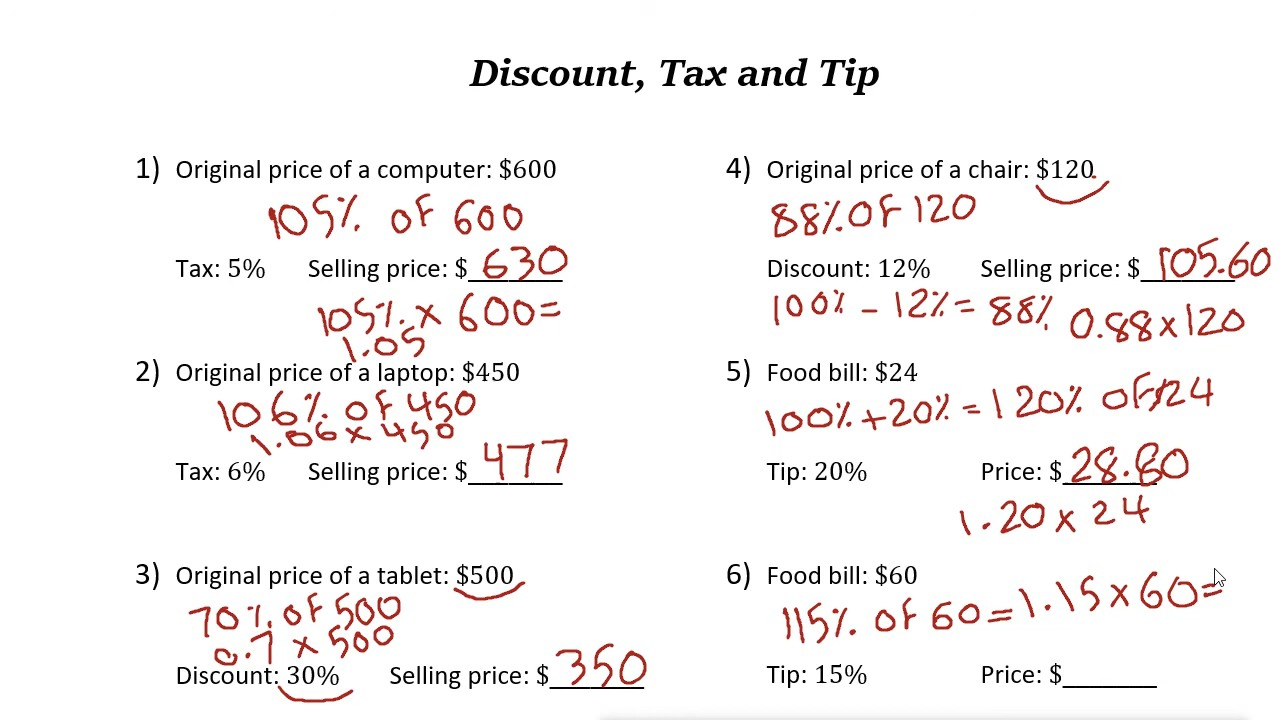 Discount, Tax and Tip
1) Original price of a computer: $600
105% of 600
Tax: 5% Selling price: $ 630
105% x 600=
1.05
2) Original price of a laptop: $450
106% of 450
1.06 x 450
Tax: 6% Selling price: $ 477
3) Original price of a tablet: $500
70% of 500
0.7 x 500
Discount: 30% Selling price: $ 350
4) Original price of a chair: $120
88% OF 120
Discount: 12% Selling price: $ 105.60
100% - 12% = 88% 0.88 x 120
5) Food bill: $24
100% + 20% = 120% of 24
Tip: 20% Price: $ 28.80
1.20 x 24
6) Food bill: $60
115% of 60 = 1.15 x 60=
Tip: 15% Price: $________